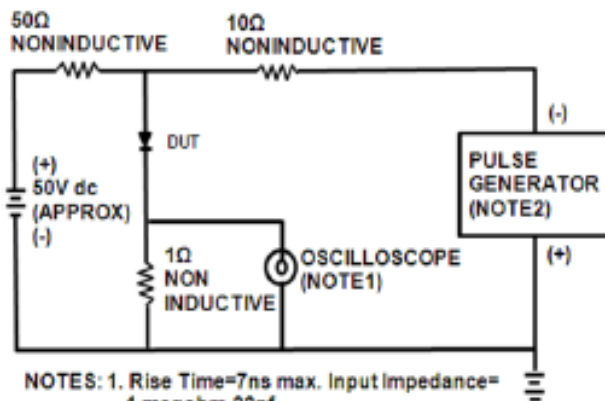 50Ω
NONINDUCTIVE
10Ω
NONINDUCTIVE
DUT
(+)
50V dc
(APPROX)
(-)
1Ω
NON
INDUCTIVE
OSCILLOSCOPE
(NOTE1)
(-)
PULSE
GENERATOR
(NOTE2)
(+)
NOTES: 1. Rise Time=7ns max. Input Impedance=